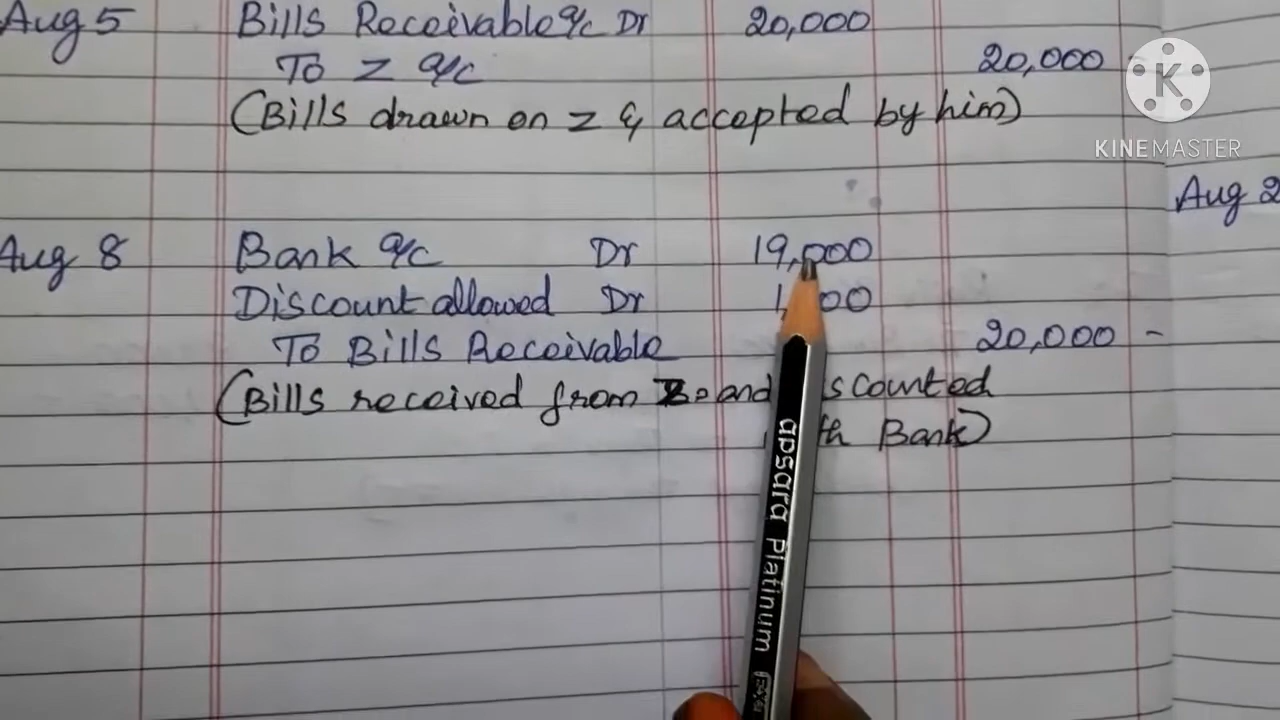 Aug 5 Bills Receivable a/c Dr 20,000
To Z a/c 20,000
(Bills drawn on Z & accepted by him)
K
KINEMASTER
Aug 2
Aug 8 Bank a/c Dr 19,000
Discount allowed Dr
To Bills Receivable 20,000 -
(Bills received from Z and
Bank)
apsara Platinum